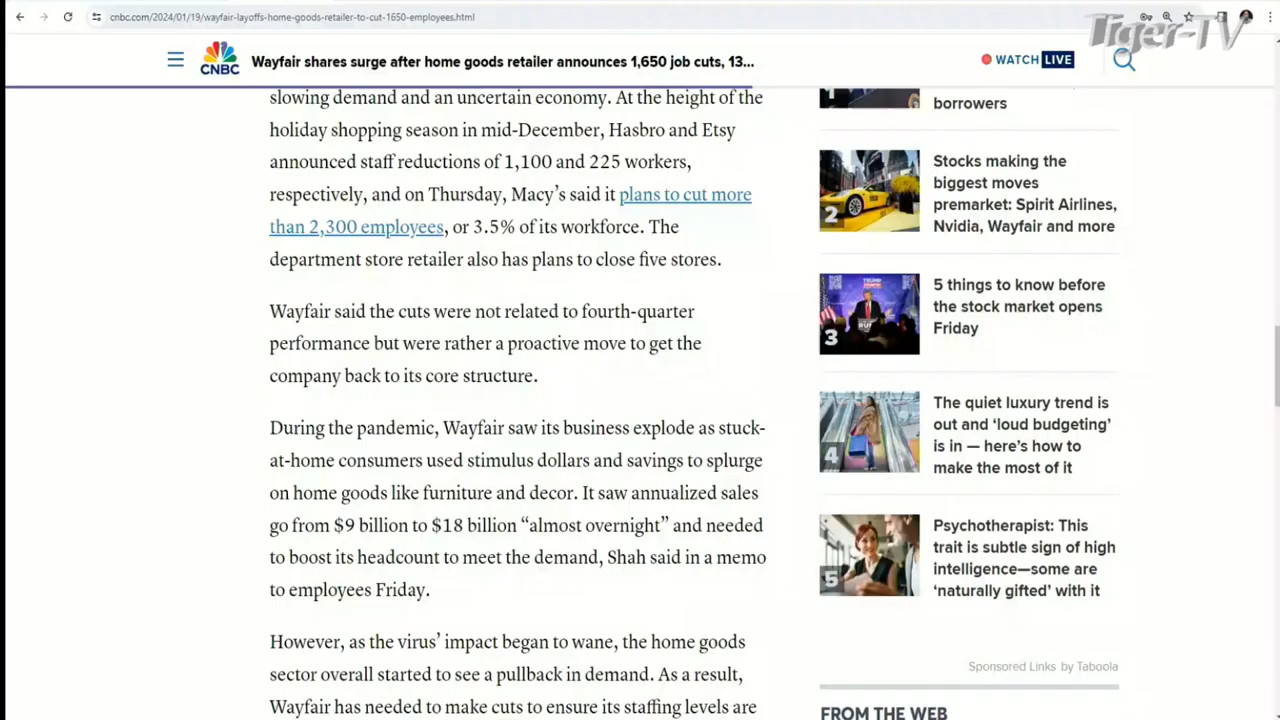 cnbc.com/2024/01/19/wayfair-layoffs-home-goods-retailer-to-cut-1650-employees.html
Tiger-TV
CNBC
Wayfair shares surge after home goods retailer announces 1,650 job cuts, 13...
WATCH LIVE
slowing demand and an uncertain economy. At the height of the
holiday shopping season in mid-December, Hasbro and Etsy
announced staff reductions of 1,100 and 225 workers,
respectively, and on Thursday, Macy’s said it plans to cut more
than 2,300 employees, or 3.5% of its workforce. The
department store retailer also has plans to close five stores.
Wayfair said the cuts were not related to fourth-quarter
performance but were rather a proactive move to get the
company back to its core structure.
During the pandemic, Wayfair saw its business explode as stuck-
at-home consumers used stimulus dollars and savings to splurge
on home goods like furniture and decor. It saw annualized sales
go from $9 billion to $18 billion “almost overnight” and needed
to boost its headcount to meet the demand, Shah said in a memo
to employees Friday.
However, as the virus’ impact began to wane, the home goods
sector overall started to see a pullback in demand. As a result,
Wayfair has needed to make cuts to ensure its staffing levels are
1
borrowers
2
Stocks making the
biggest moves
premarket: Spirit Airlines,
Nvidia, Wayfair and more
TRUMP
3
5 things to know before
the stock market opens
Friday
4
The quiet luxury trend is
out and ‘loud budgeting’
is in — here’s how to
make the most of it
5
Psychotherapist: This
trait is subtle sign of high
intelligence—some are
‘naturally gifted’ with it
Sponsored Links by Taboola
FROM THE WEB